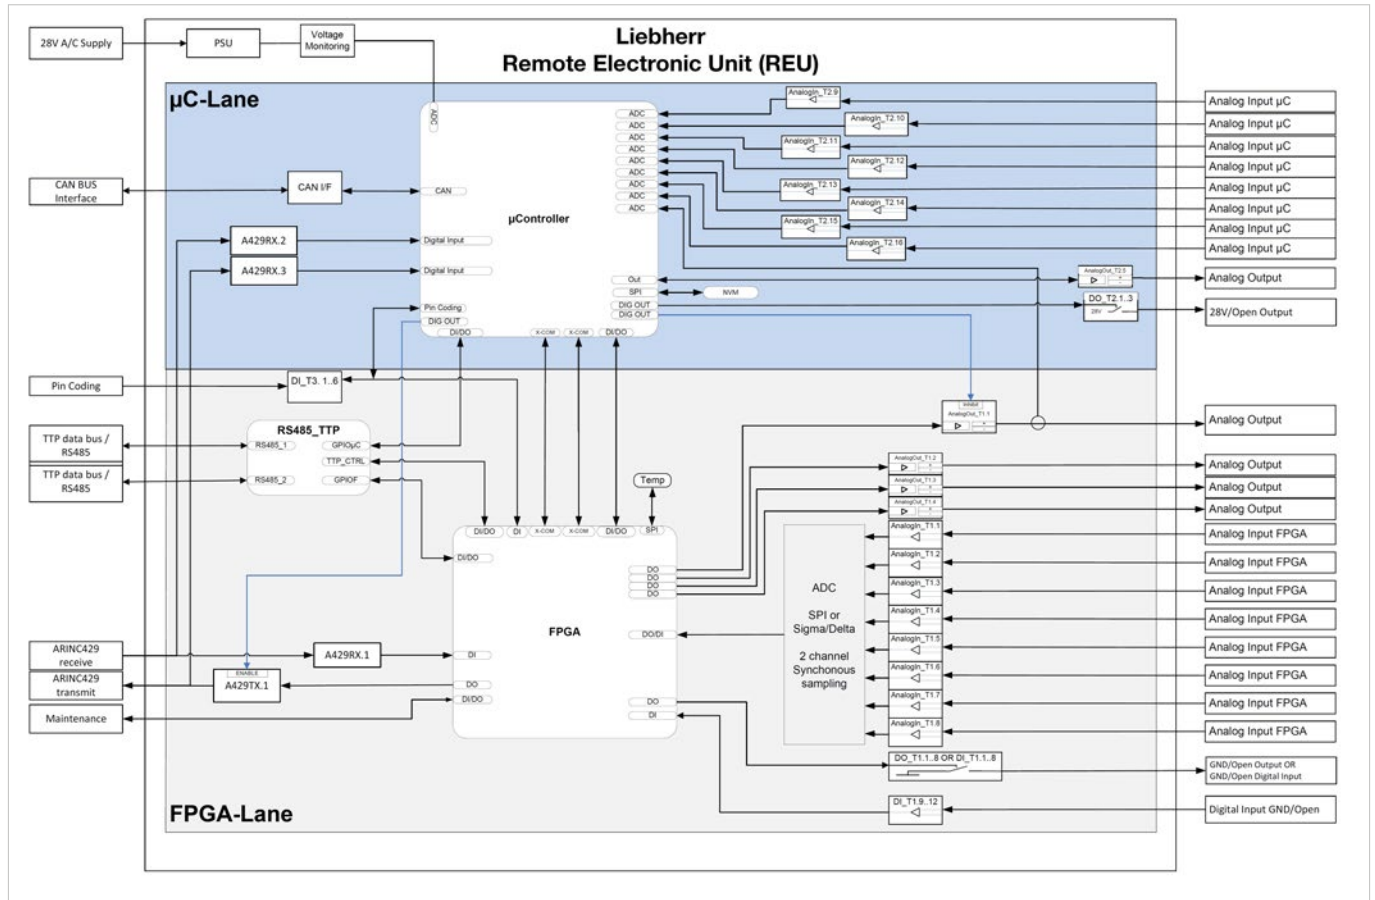 Liebherr
Remote Electronic Unit (REU)
28V A/C Supply
PSU
Voltage
Monitoring
µC-Lane
ADC
µController
CAN BUS
Interface
CAN I/F
CAN
A429RX.2
Digital Input
A429RX.3
Digital Input
Pin Coding
DIG OUT
DI/DO
X-COM
X-COM
DI/DO
ADC
ADC
ADC
ADC
ADC
ADC
ADC
ADC
ADC
Out
SPI
NVM
DIG OUT
DIG OUT
AnalogIn_T2.9
AnalogIn_T2.10
AnalogIn_T2.11
AnalogIn_T2.12
AnalogIn_T2.13
AnalogIn_T2.14
AnalogIn_T2.15
AnalogIn_T2.16
Analog Input µC
Analog Input µC
Analog Input µC
Analog Input µC
Analog Input µC
Analog Input µC
Analog Input µC
Analog Input µC
AnalogOut_T2.5
Analog Output
DO_T2.1..3
28V
28V/Open Output
Pin Coding
DI_T3. 1..6
RS485_TTP
TTP data bus /
RS485
TTP data bus /
RS485
RS485_1
GPIOµC
TTP_CTRL
RS485_2
GPIOF
Temp
AnalogOut_T1.1
Analog Output
AnalogOut_T1.2
Analog Output
AnalogOut_T1.3
Analog Output
AnalogOut_T1.4
Analog Output
DI/DO
DI
X-COM
X-COM
DI/DO
SPI
DI/DO
DO
DO
DO
DO
FPGA
DO/DI
DI
DO
DI/DO
DO
DI
ADC
SPI or
Sigma/Delta
2 channel
Synchonous
sampling
AnalogIn_T1.1
AnalogIn_T1.2
AnalogIn_T1.3
AnalogIn_T1.4
AnalogIn_T1.5
AnalogIn_T1.6
AnalogIn_T1.7
AnalogIn_T1.8
Analog Input FPGA
Analog Input FPGA
Analog Input FPGA
Analog Input FPGA
Analog Input FPGA
Analog Input FPGA
Analog Input FPGA
Analog Input FPGA
ARINC429
receive
A429RX.1
ARINC429
transmit
ENABLE
A429TX.1
Maintenance
DO_T1.1..8 OR DI_T1.1..8
GND/Open Output OR
GND/Open Digital Input
DI_T1.9..12
Digital Input GND/Open
FPGA-Lane